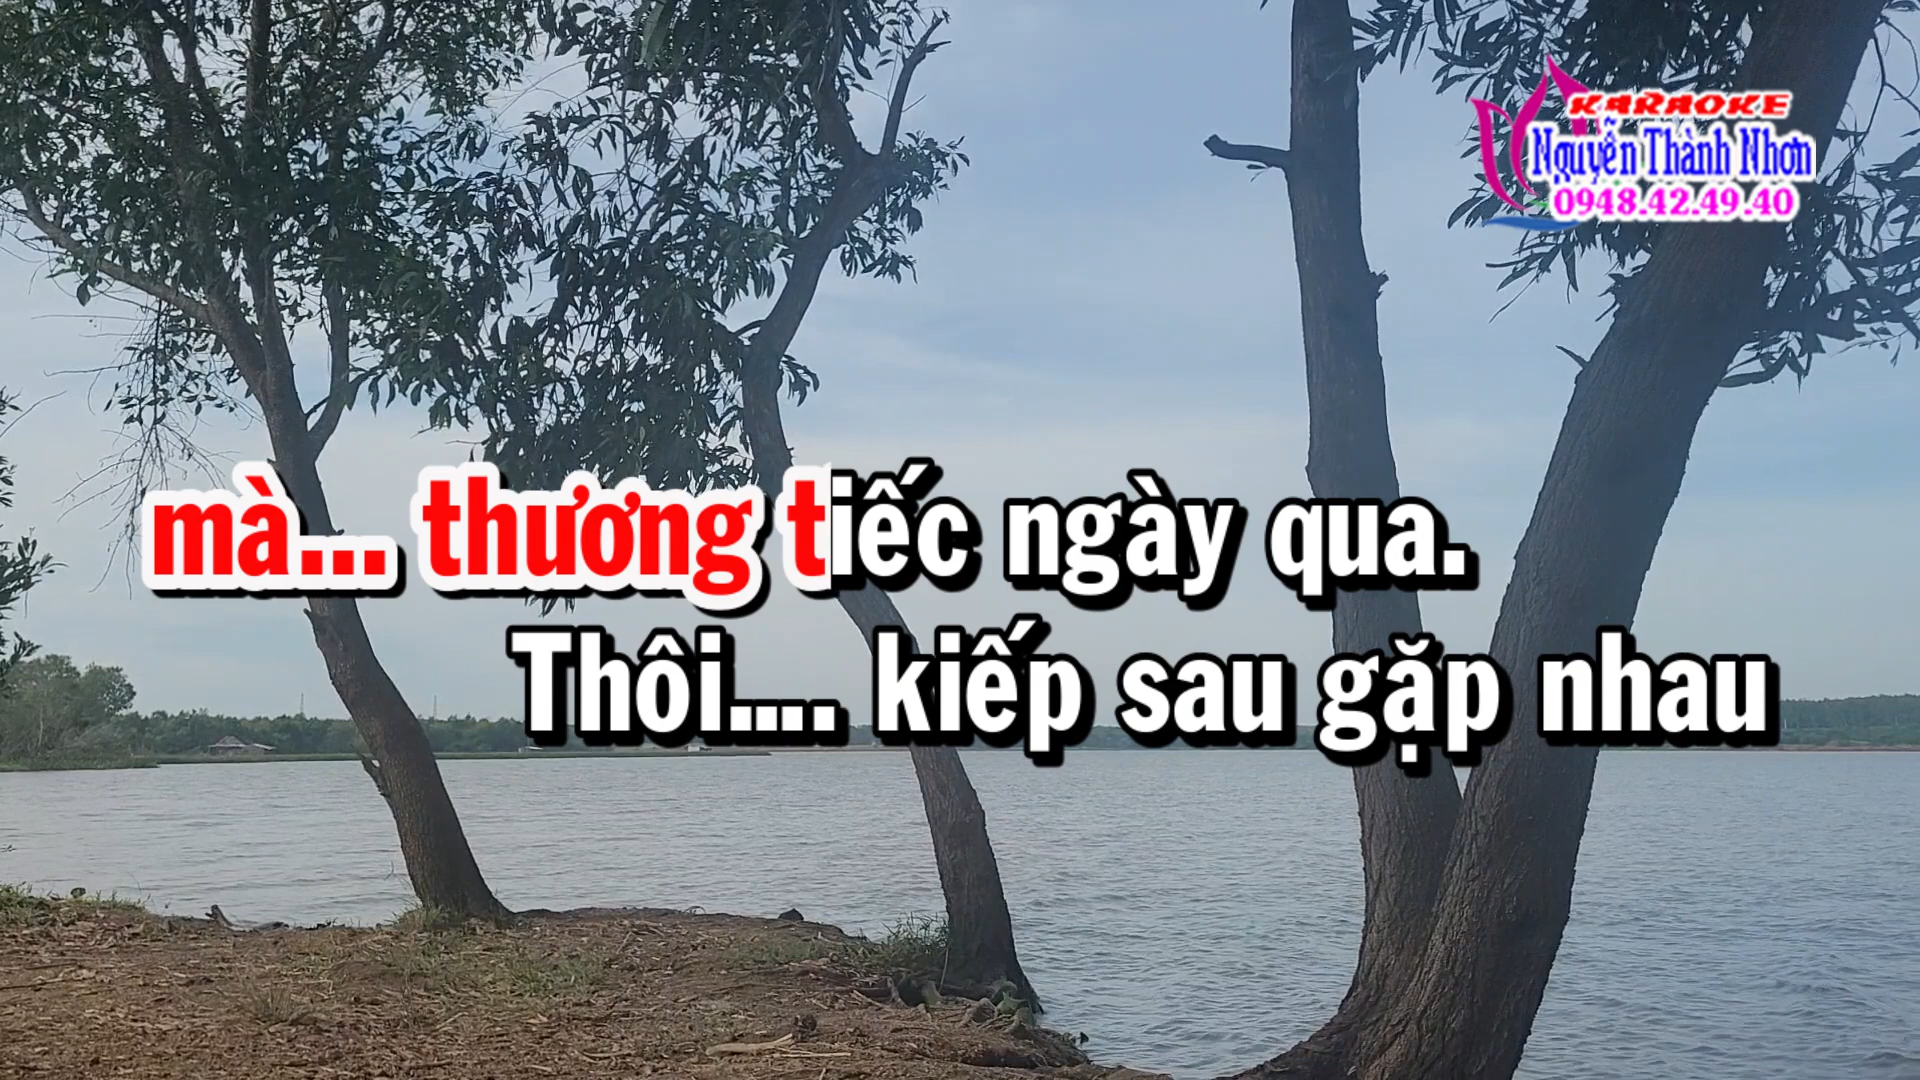 KARAOKE
Nguyễn Thành Nhơn
0948.42.49.40
mà... thương tiếc ngày qua.
Thôi.... kiếp sau gặp nhau